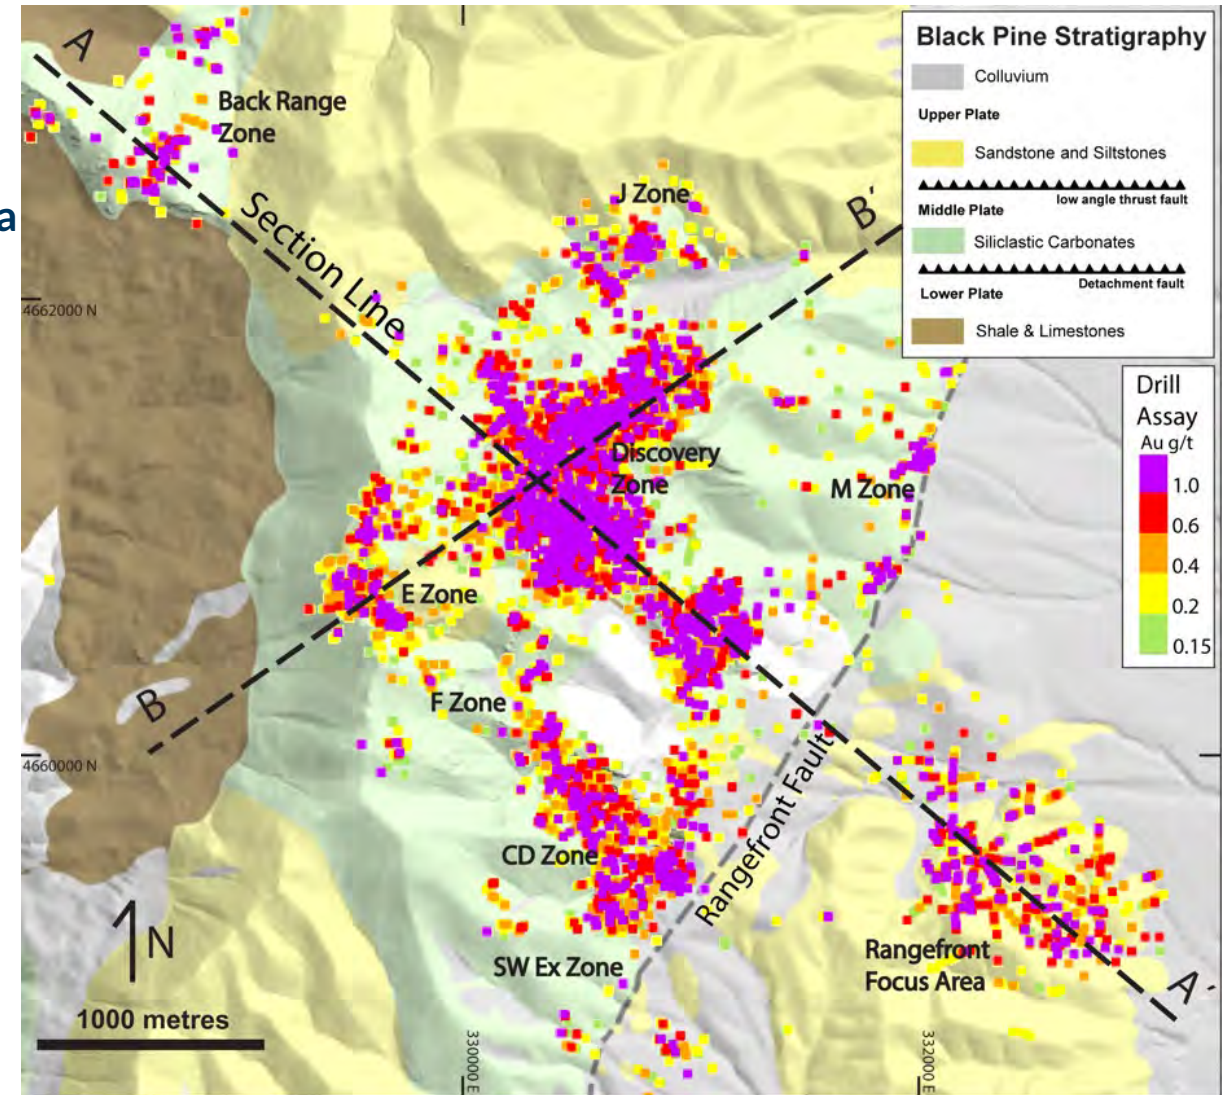 A
Back Range
Zone
a
Section Line
J Zone
B'
4662000 N
Discovery
Zone
M Zone
E Zone
B
F Zone
4660000 N
Rangefront Fault
CD Zone
N
SW Ex Zone
Rangefront
Focus Area
A'
1000 metres
330000 E
332000 E
Black Pine Stratigraphy
Colluvium
Upper Plate
Sandstone and Siltstones
low angle thrust fault
Middle Plate
Siliclastic Carbonates
Detachment fault
Lower Plate
Shale & Limestones
Drill
Assay
Au g/t
1.0
0.6
0.4
0.2
0.15